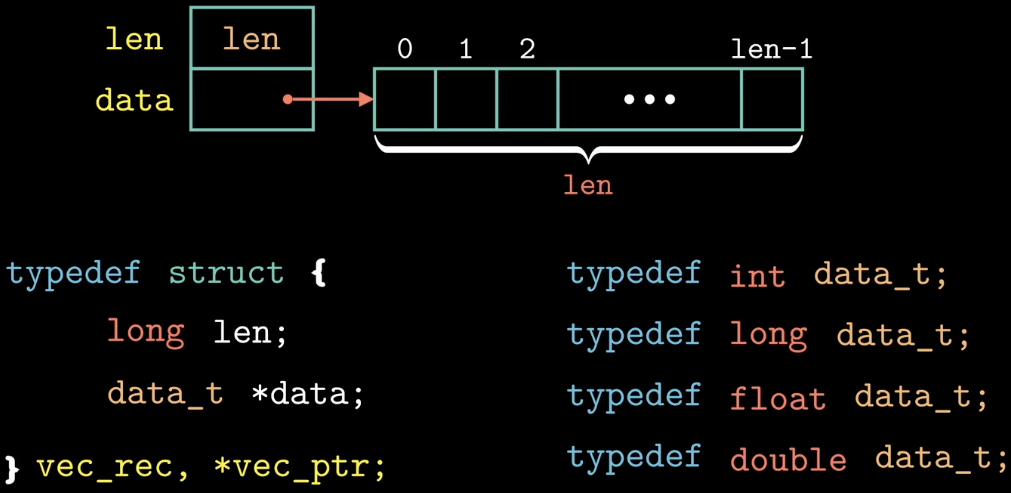 len len
data
0 1 2 len-1
len
typedef struct {
long len;
data_t *data;
} vec_rec, *vec_ptr;
typedef int data_t;
typedef long data_t;
typedef float data_t;
typedef double data_t;